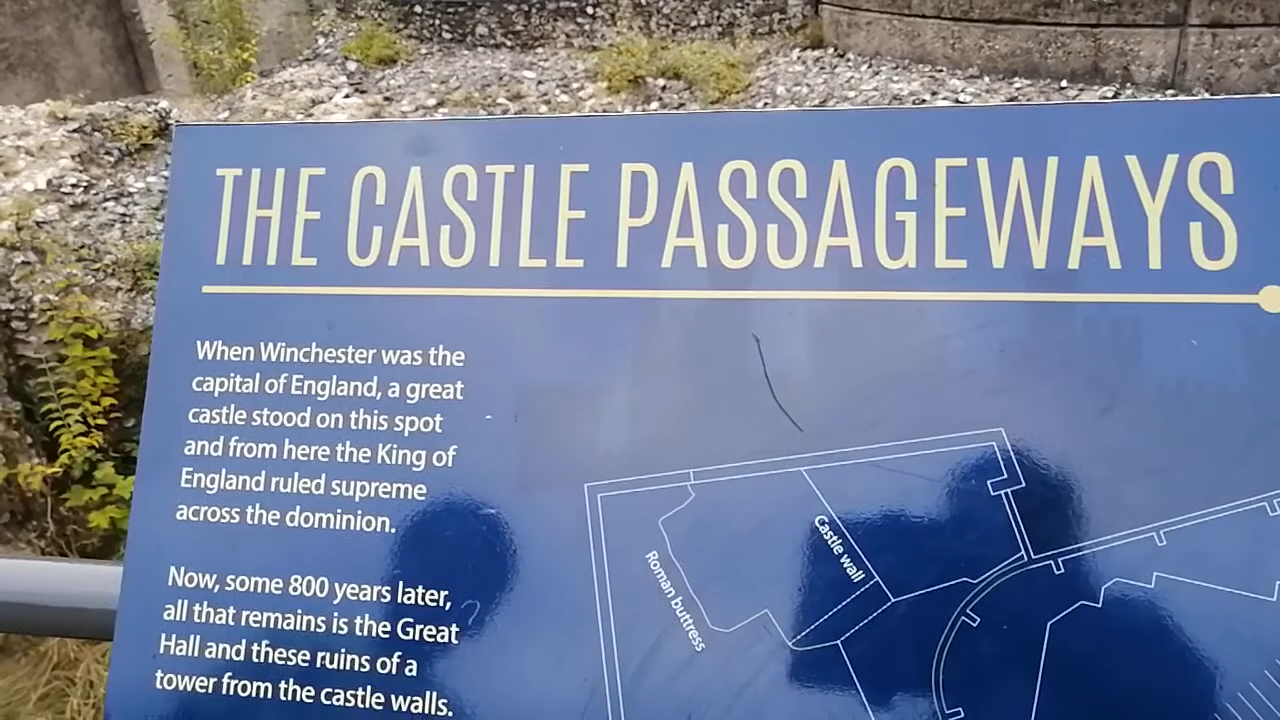 THE CASTLE PASSAGEWAYS
When Winchester was the
capital of England, a great
castle stood on this spot
and from here the King of
England ruled supreme
across the dominion.
Now, some 800 years later,
all that remains is the Great
Hall and these ruins of a
tower from the castle walls.
Castle wall
Roman buttress